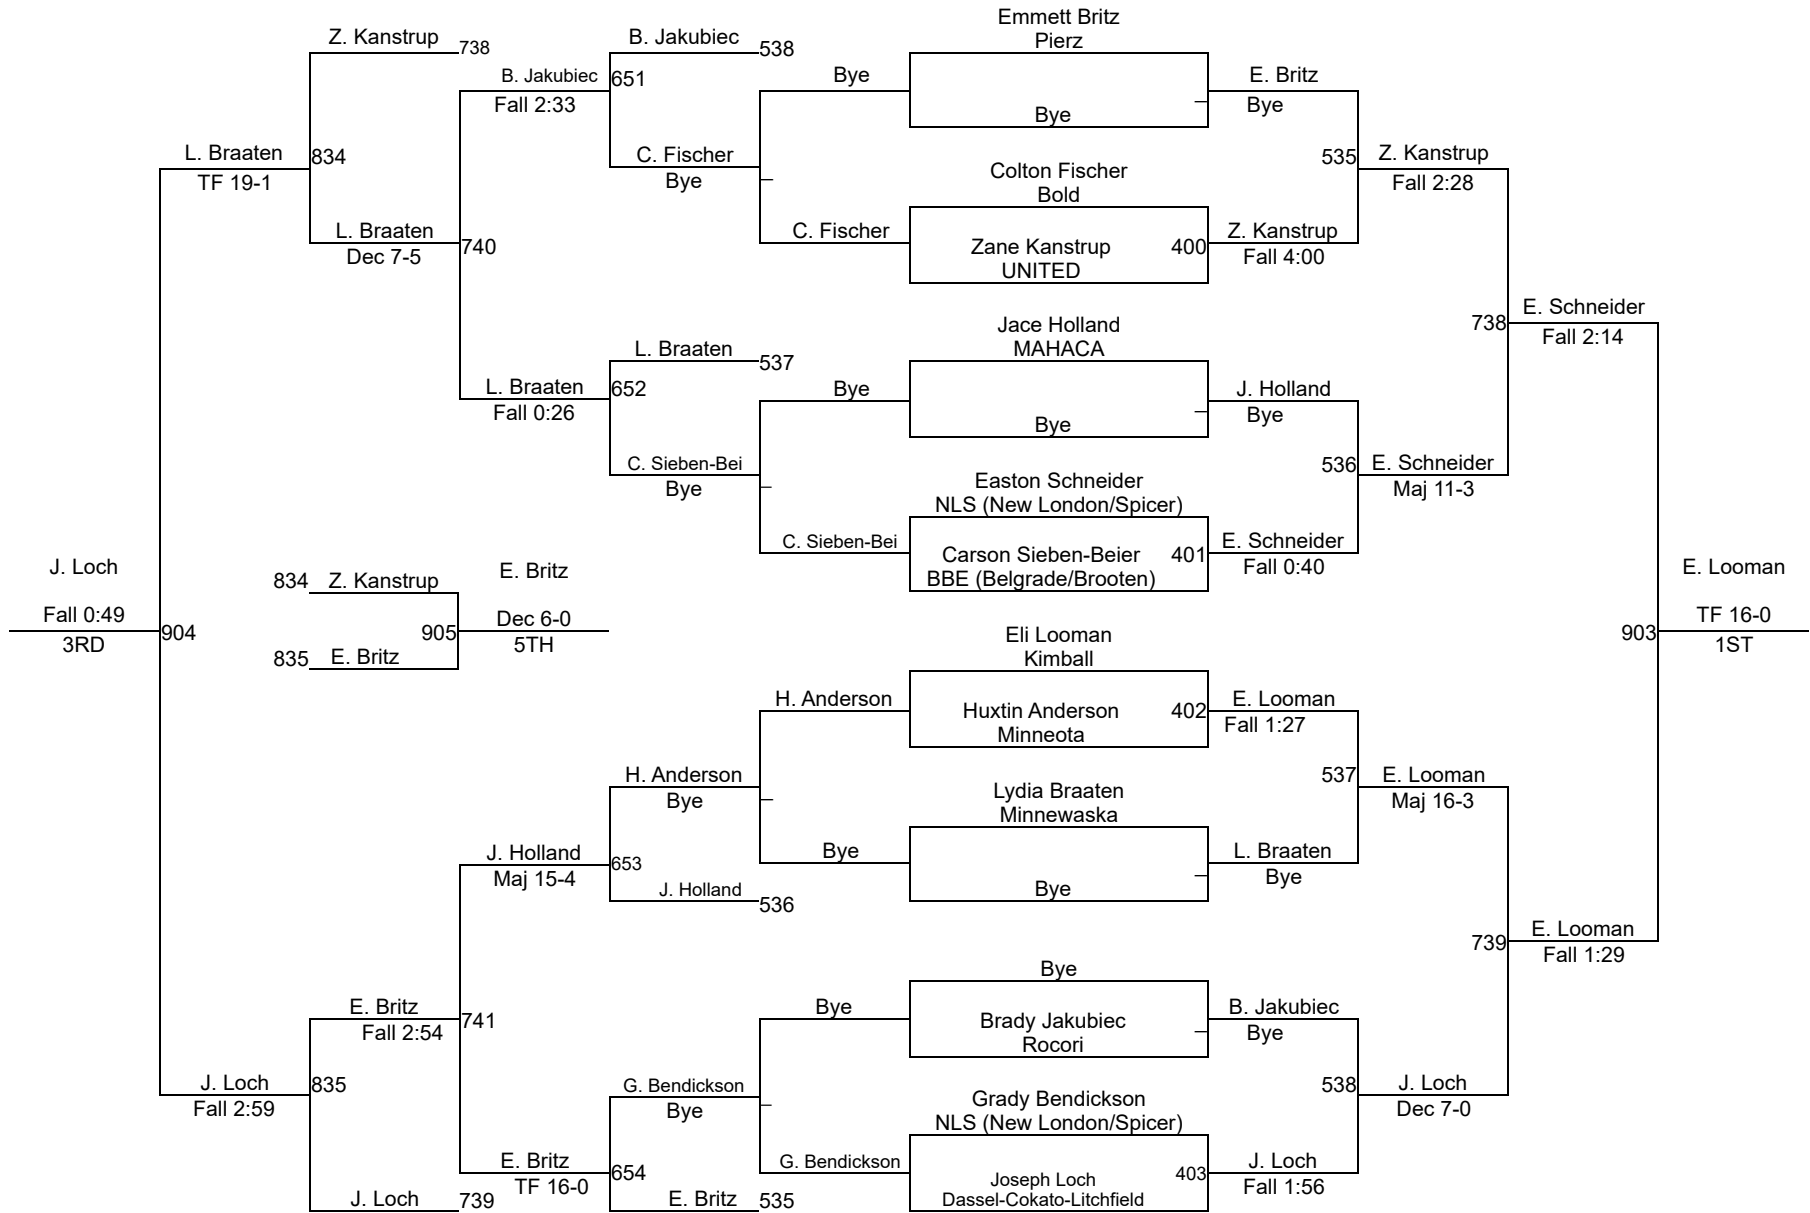 Emmett Britz
Pierz
Z. Kanstrup
738
B. Jakubiec
538
B. Jakubiec
651
Fall 2:33
Bye
E. Britz
Bye
Bye
C. Fischer
Bye
L. Braaten
834
TF 19-1
535
Z. Kanstrup
Fall 2:28
Colton Fischer
Bold
L. Braaten
740
Dec 7-5
C. Fischer
Zane Kanstrup
400
UNITED
Z. Kanstrup
Fall 4:00
Jace Holland
MAHACA
738
E. Schneider
Fall 2:14
L. Braaten
537
L. Braaten
652
Fall 0:26
Bye
J. Holland
Bye
Bye
C. Sieben-Bei
Bye
536
E. Schneider
Maj 11-3
Easton Schneider
NLS (New London/Spicer)
C. Sieben-Bei
Carson Sieben-Beier
401
BBE (Belgrade/Brooten)
E. Schneider
Fall 0:40
J. Loch
Fall 0:49
3RD
904
834
Z. Kanstrup
E. Britz
905
Dec 6-0
5TH
835
E. Britz
903
E. Looman
TF 16-0
1ST
Eli Looman
Kimball
H. Anderson
Huxtin Anderson
402
Minneota
E. Looman
Fall 1:27
H. Anderson
Bye
537
E. Looman
Maj 16-3
Lydia Braaten
Minnewaska
J. Holland
653
Maj 15-4
Bye
L. Braaten
Bye
Bye
J. Holland
536
739
E. Looman
Fall 1:29
Bye
Bye
Brady Jakubiec
Rocori
B. Jakubiec
Bye
E. Britz
741
Fall 2:54
J. Loch
835
Fall 2:59
G. Bendickson
Bye
538
J. Loch
Dec 7-0
Grady Bendickson
NLS (New London/Spicer)
E. Britz
654
TF 16-0
G. Bendickson
Joseph Loch
403
Dassel-Cokato-Litchfield
J. Loch
Fall 1:56
J. Loch
739
E. Britz
535